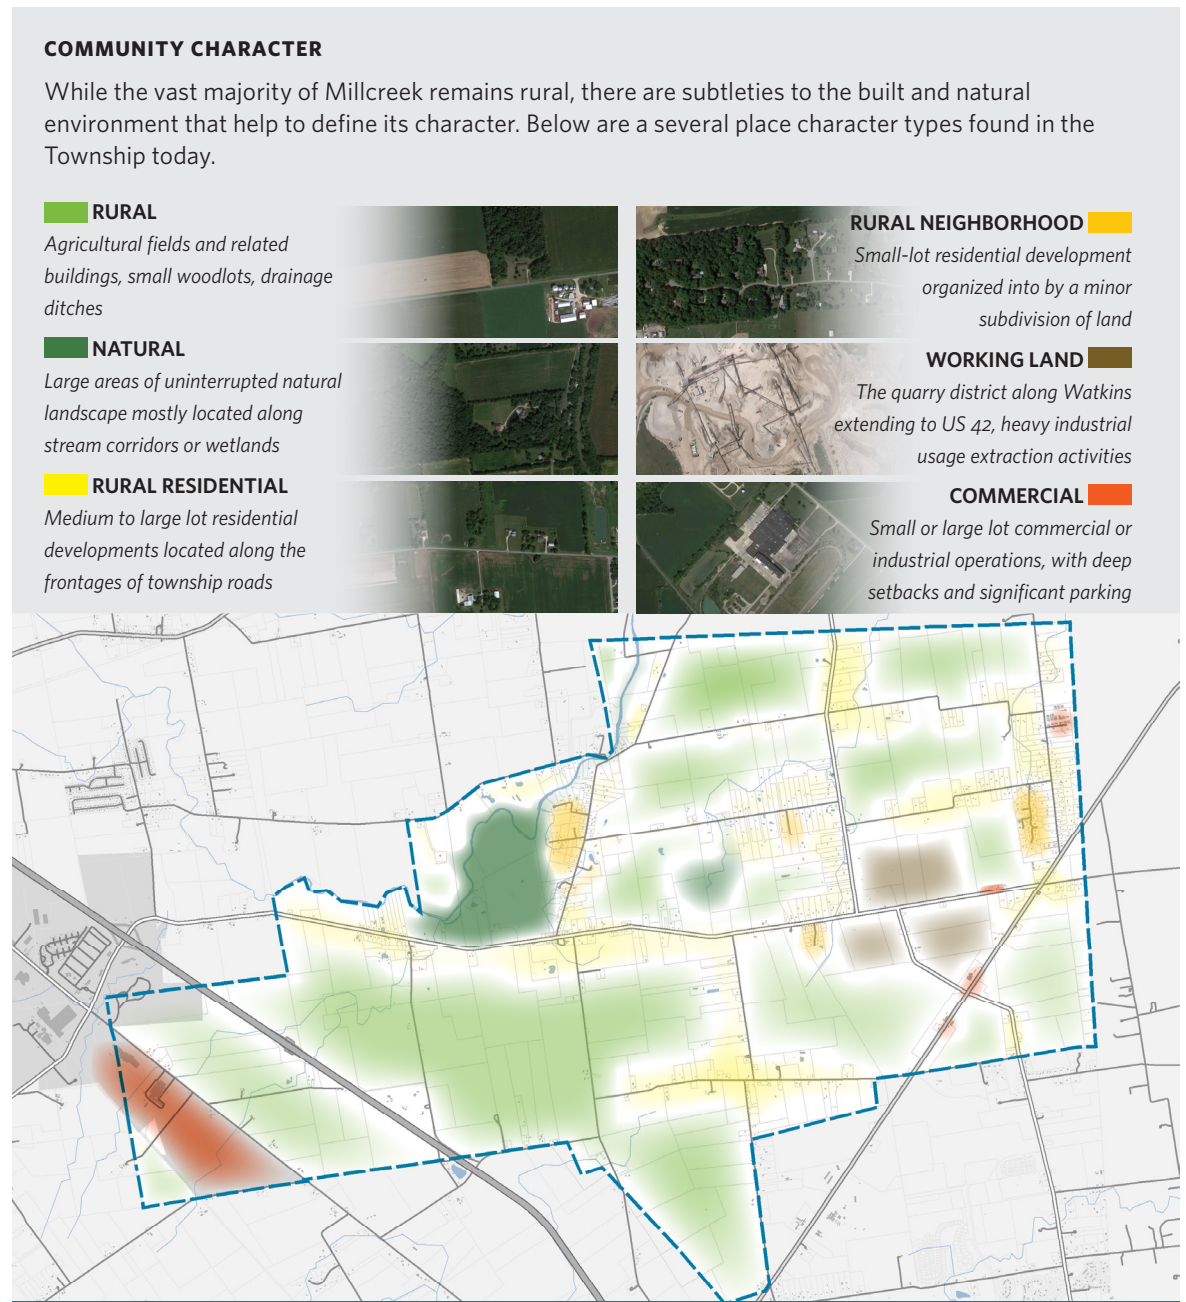 COMMUNITY CHARACTER
While the vast majority of Millcreek remains rural, there are subtleties to the built and natural
environment that help to define its character. Below are a several place character types found in the
Township today.
RURAL
Agricultural fields and related
buildings, small woodlots, drainage
ditches
NATURAL
Large areas of uninterrupted natural
landscape mostly located along
stream corridors or wetlands
RURAL RESIDENTIAL
Medium to large lot residential
developments located along the
frontages of township roads
RURAL NEIGHBORHOOD
Small-lot residential development
organized into by a minor
subdivision of land
WORKING LAND
The quarry district along Watkins
extending to US 42, heavy industrial
usage extraction activities
COMMERCIAL
Small or large lot commercial or
industrial operations, with deep
setbacks and significant parking